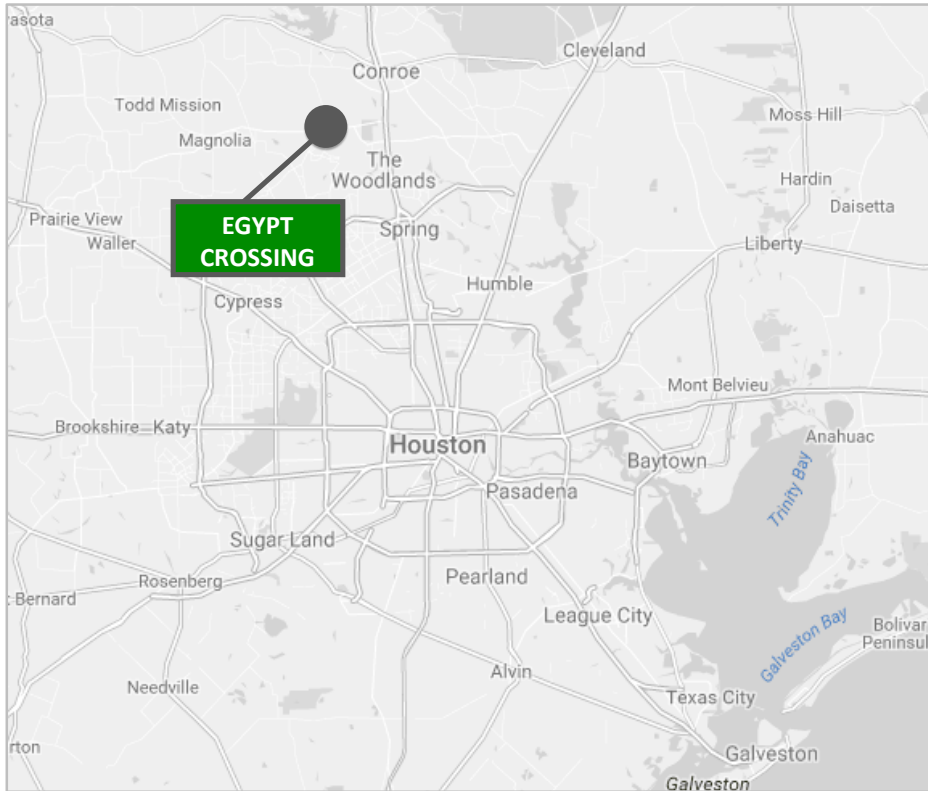 rasota
Cleveland
Conroe
Todd Mission
Moss Hill
Magnolia
The
Woodlands
Hardin
Daisetta
Prairie View
EGYPT
CROSSING
Spring
Waller
Liberty
Humble
Cypress
Mont Belvieu
Brookshire
Katy
Houston
Anahuac
Baytown
Trinity Bay
Pasadena
Sugar Land
Rosenberg
Pearland
t Bernard
League City
Galveston Bay
Bolivar
Peninsul
Alvin
Needville
Texas City
rton
Galveston
Galveston